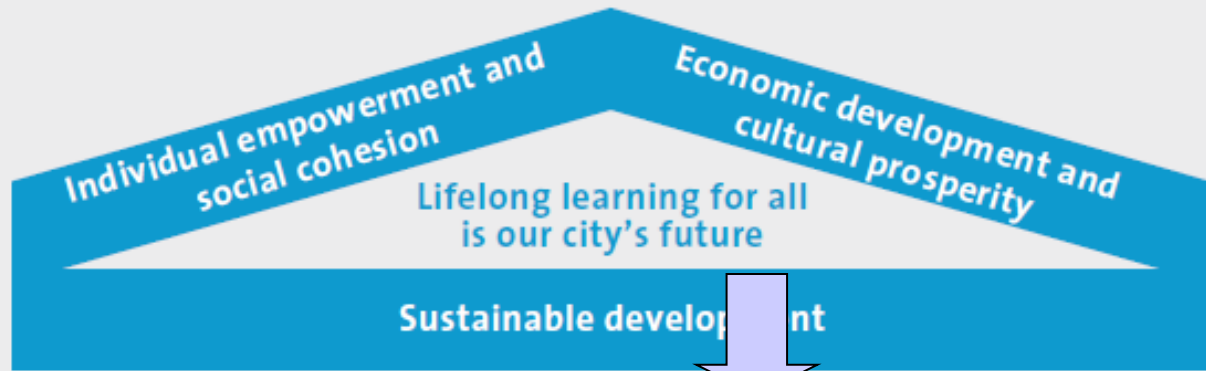 Individual empowerment and
social cohesion
Economic development and
cultural prosperity
Lifelong learning for all
is our city's future
Sustainable